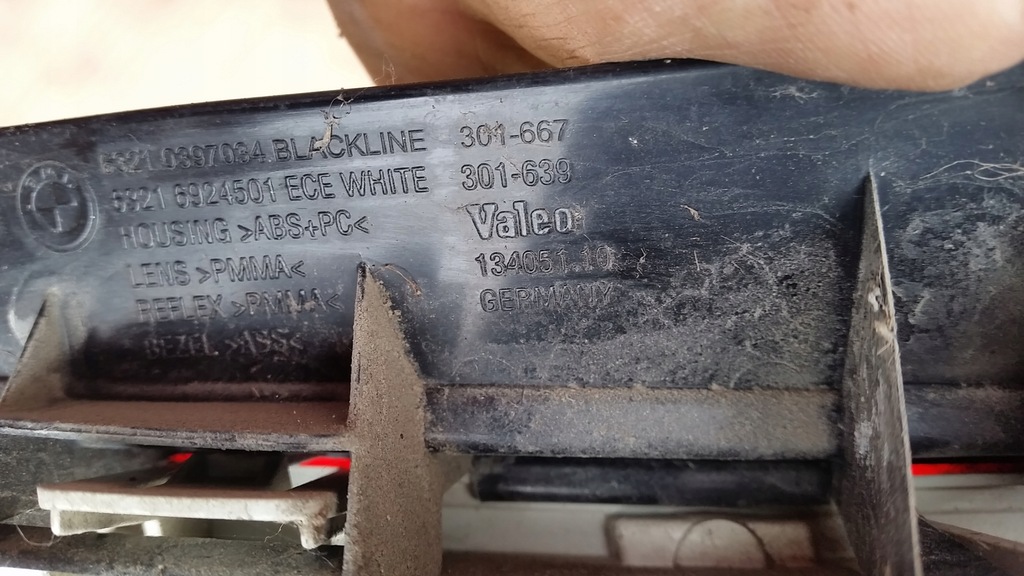 6321 0397034 BLACKLINE 301-667
6321 6924501 ECE WHITE 301-639
HOUSING >ABS+PC< Valeo
LENS >PMMA< 134051-10
REFLEX >PMMA< GERMANY
BEZEL >ABS<